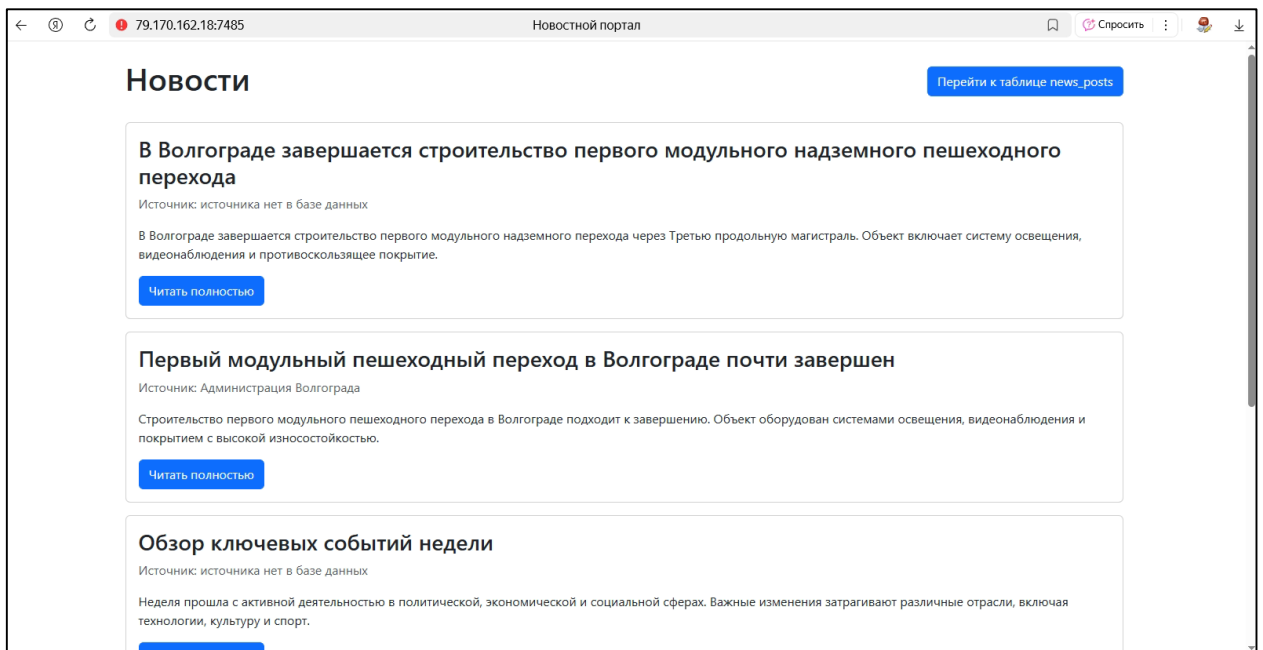 79.170.162.18:7485
Новостной портал
Спросить
Новости
Перейти к таблице news_posts
В Волгограде завершается строительство первого модульного надземного пешеходного
перехода
Источник: источника нет в базе данных
В Волгограде завершается строительство первого модульного надземного перехода через Третью продольную магистраль. Объект включает систему освещения,
видеонаблюдения и противоскользящее покрытие.
Читать полностью
Первый модульный пешеходный переход в Волгограде почти завершен
Источник: Администрация Волгограда
Строительство первого модульного пешеходного перехода в Волгограде подходит к завершению. Объект оборудован системами освещения, видеонаблюдения и
покрытием с высокой износостойкостью.
Читать полностью
Обзор ключевых событий недели
Источник: источника нет в базе данных
Неделя прошла с активной деятельностью в политической, экономической и социальной сферах. Важные изменения затрагивают различные отрасли, включая
технологии, культуру и спорт.